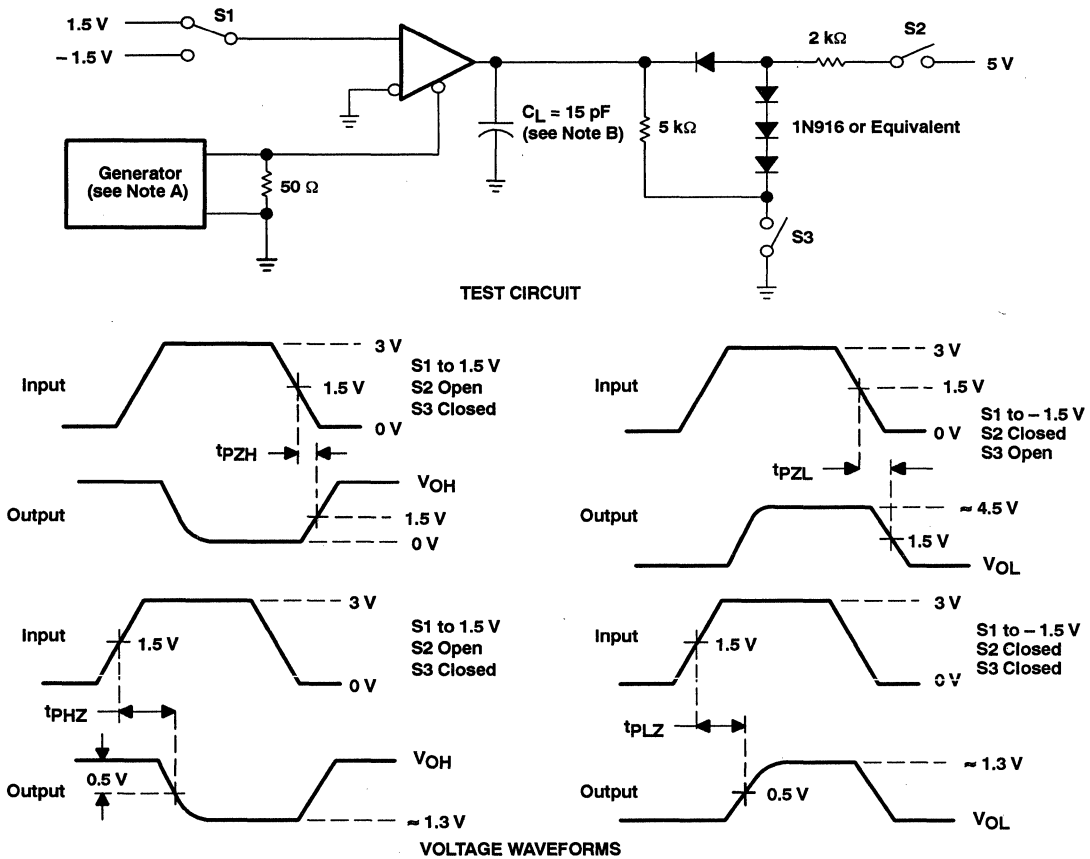 1.5 V
S1
– 1.5 V
2 kΩ
S2
5 V
CL = 15 pF
(see Note B)
5 kΩ
1N916 or Equivalent
Generator
(see Note A)
50 Ω
S3
TEST CIRCUIT
Input
3 V
1.5 V
0 V
S1 to 1.5 V
S2 Open
S3 Closed
tPZH
Output
VOH
1.5 V
0 V
Input
3 V
1.5 V
0 V
S1 to – 1.5 V
S2 Closed
S3 Open
tPZL
Output
≈ 4.5 V
1.5 V
VOL
Input
3 V
1.5 V
0 V
S1 to 1.5 V
S2 Open
S3 Closed
tPHZ
Output
0.5 V
VOH
≈ 1.3 V
Input
3 V
1.5 V
0 V
S1 to – 1.5 V
S2 Closed
S3 Closed
tPLZ
Output
≈ 1.3 V
0.5 V
VOL
VOLTAGE WAVEFORMS